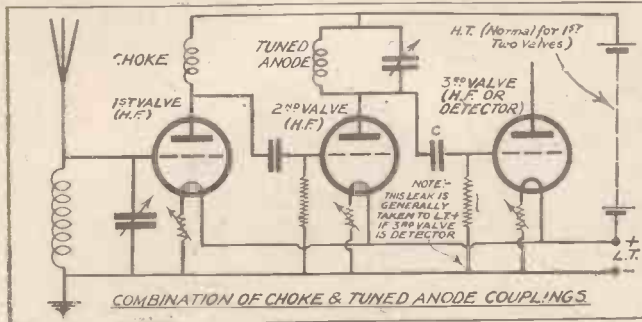 CHOKE
1ST VALVE
(H.F.)
TUNED
ANODE
2ND VALVE
(H.F.)
H.T. (Normal for 1ST
Two Valves)
3RD VALVE
(H.F. OR
DETECTOR)
C
NOTE:-
THIS LEAK IS
GENERALLY
TAKEN TO L.T.+
IF 3RD VALVE
IS DETECTOR
+
L.T.
-
COMBINATION OF CHOKE & TUNED ANODE COUPLINGS